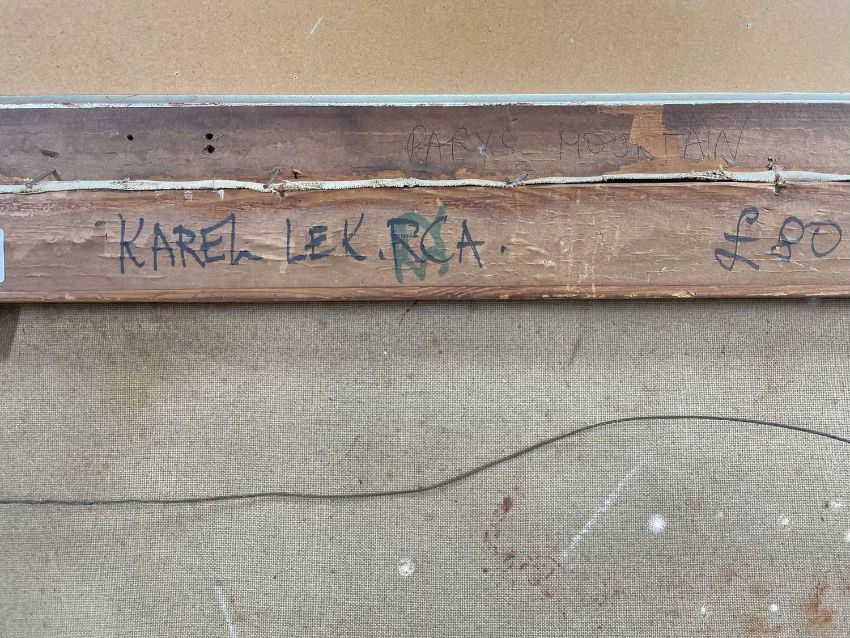 PARYS MOUNTAIN
KAREL LEK. RCA.
£80